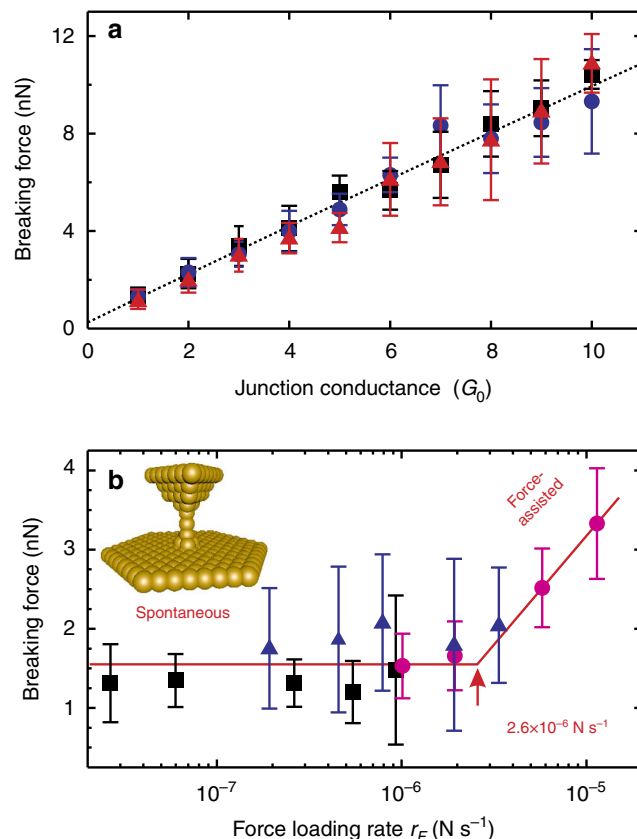 a
12
8
4
0
Breaking force (nN)
0 2 4 6 8 10
Junction conductance (G₀)
b
4
3
2
1
Breaking force (nN)
Force-
assisted
Spontaneous
2.6×10⁻⁶ N s⁻¹
10⁻⁷ 10⁻⁶ 10⁻⁵
Force loading rate r_F (N s⁻¹)